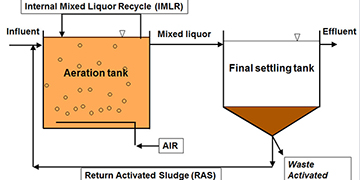 Internal Mixed Liquor Recycle (IMLR)
Influent
Mixed liquor
Effluent
Aeration tank
Final settling tank
AIR
Return Activated Sludge (RAS)
Waste
Activated